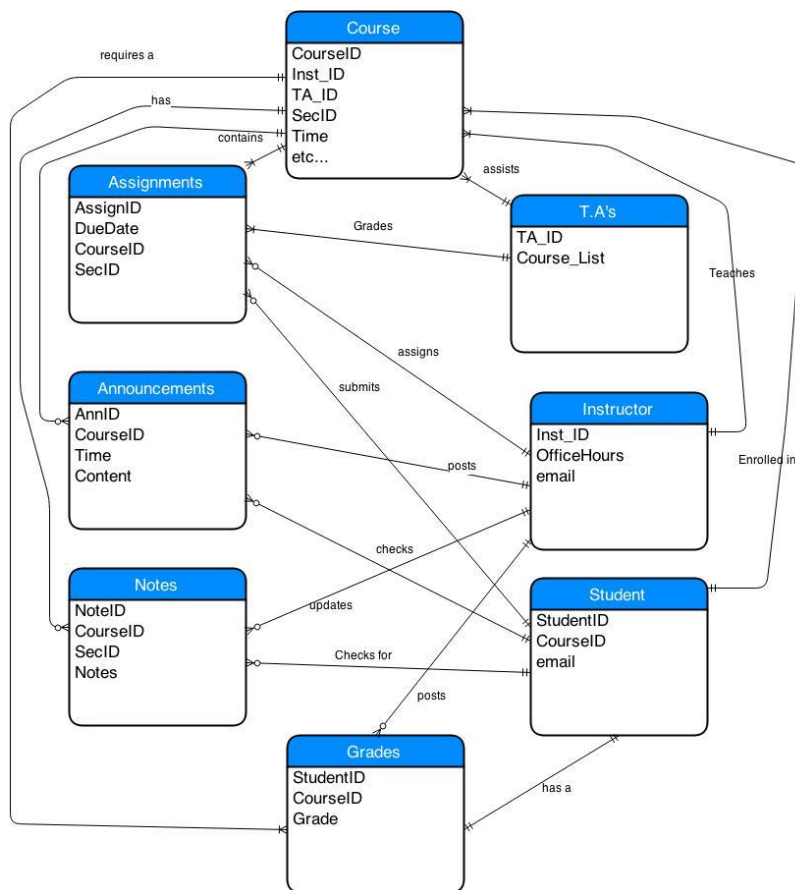 Course
CourseID
Inst_ID
TA_ID
SecID
Time
etc...
requires a
has
contains
Assignments
AssignID
DueDate
CourseID
SecID
assists
T.A's
TA_ID
Course_List
Grades
Teaches
assigns
submits
Announcements
AnnID
CourseID
Time
Content
Instructor
Inst_ID
OfficeHours
email
posts
Enrolled in
checks
Notes
NoteID
CourseID
SecID
Notes
updates
Student
StudentID
CourseID
email
Checks for
posts
Grades
StudentID
CourseID
Grade
has a